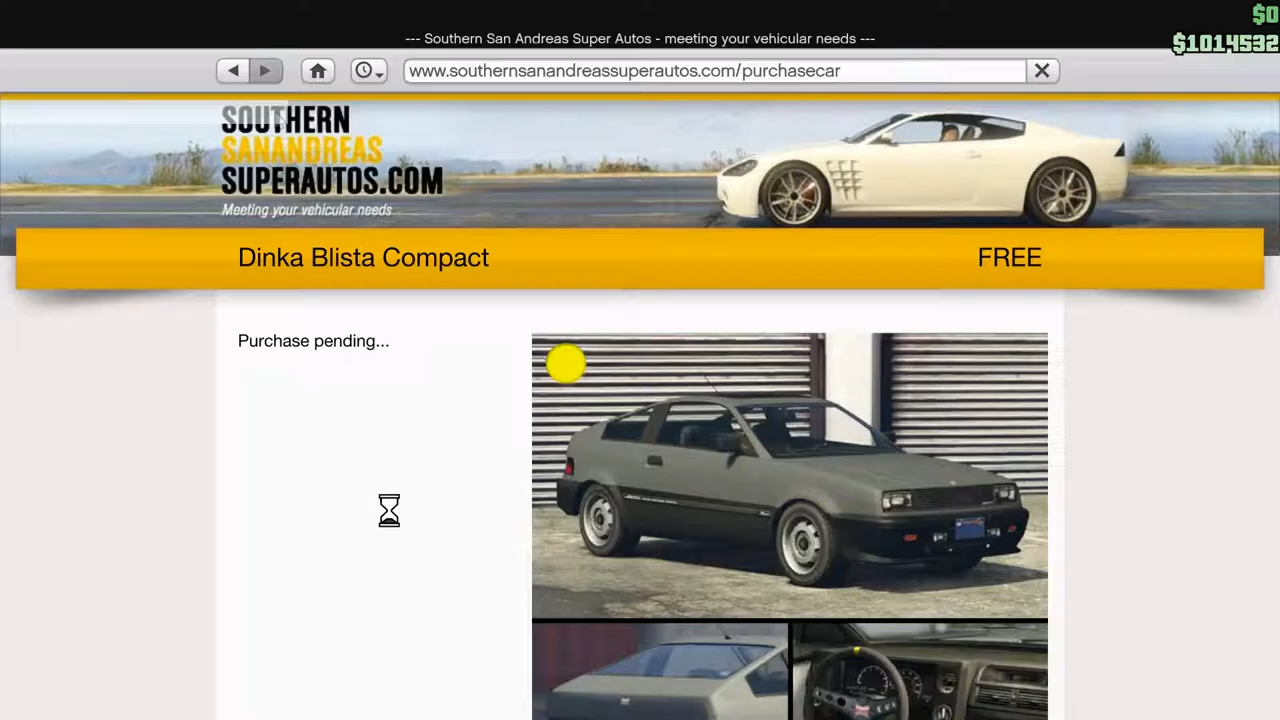 $0
--- Southern San Andreas Super Autos - meeting your vehicular needs ---
$1014532
www.southernsanandreassuperautos.com/purchasecar
SOUTHERN
SANANDREAS
SUPERAUTOS.COM
Meeting your vehicular needs
Dinka Blista Compact
FREE
Purchase pending...